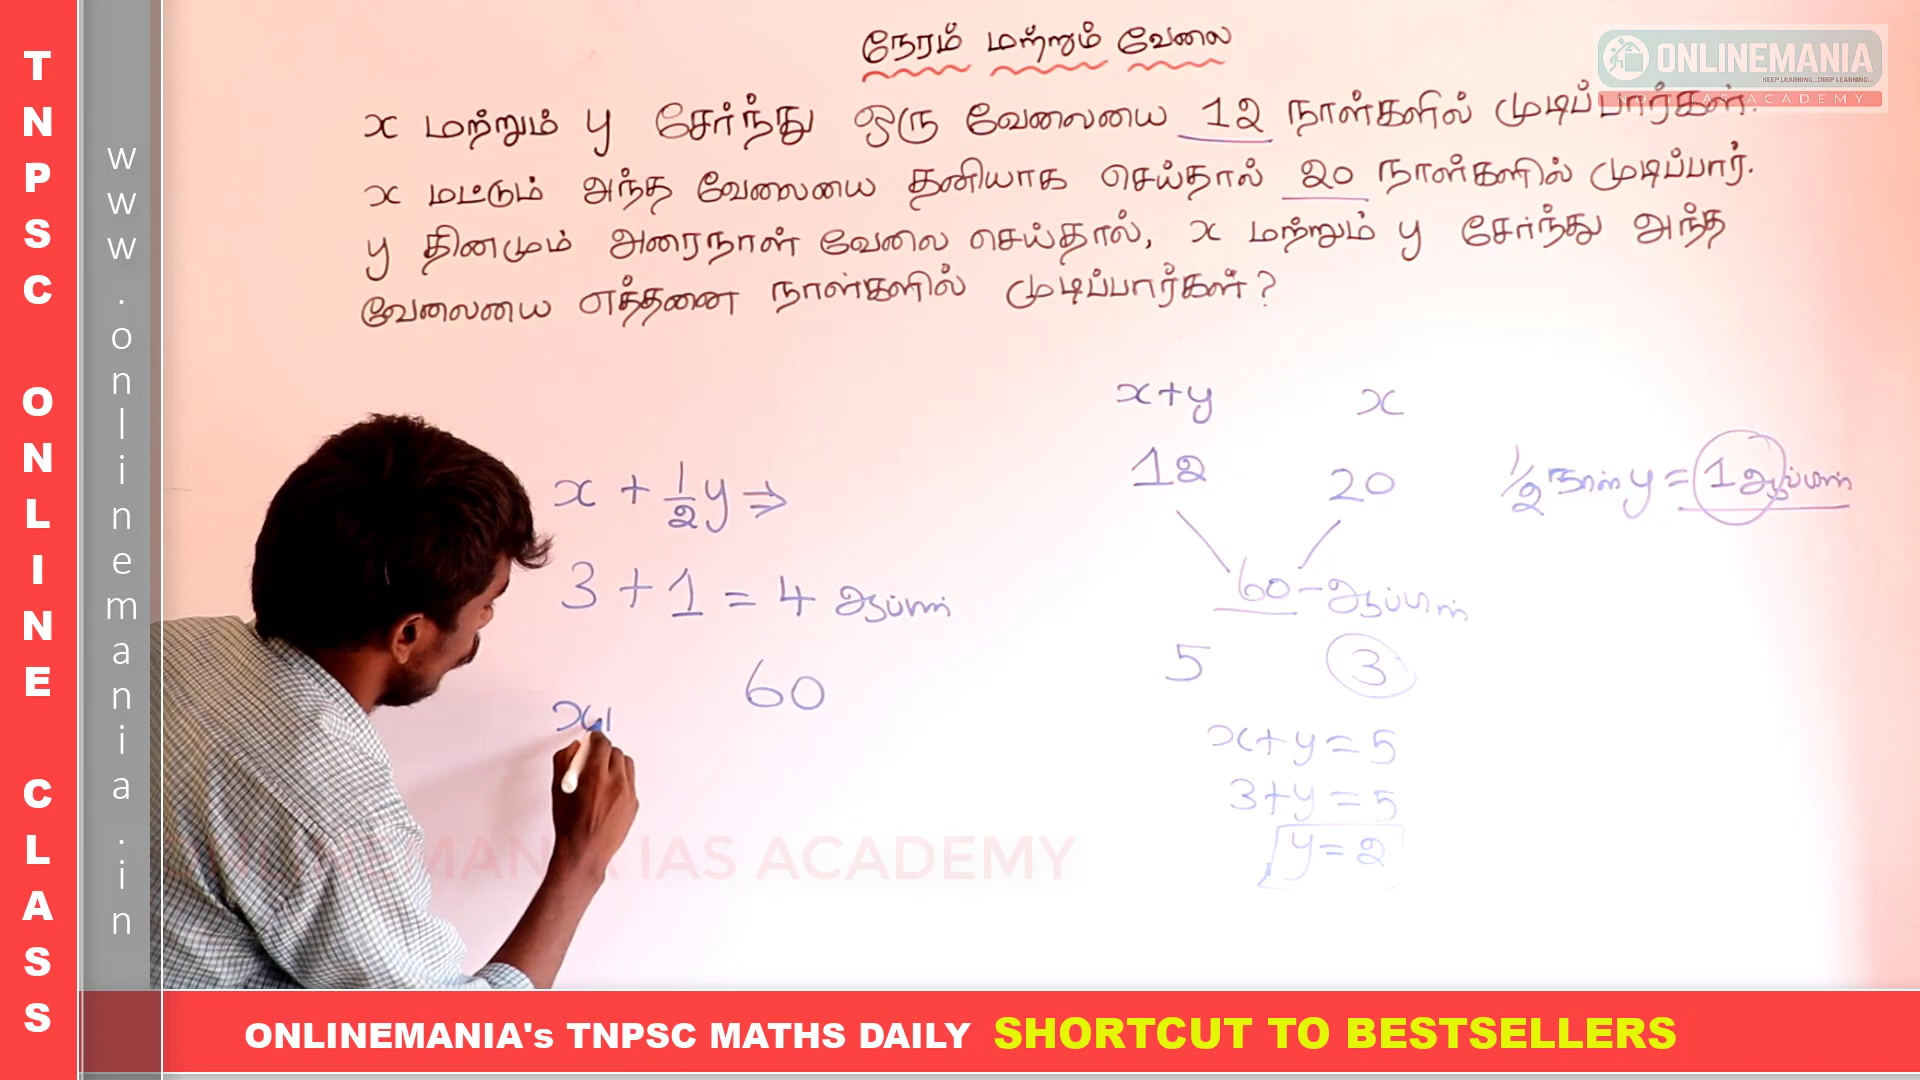 TNPSC ONLINE CLASS
www.onlinemania.in
நேரம் மற்றும் வேலை
ONLINEMANIA
KEEP LEARNING...DEEP LEARNING...
IAS ACADEMY
x மற்றும் y சேர்ந்து ஒரு வேலையை 12 நாள்களில் முடிப்பார்கள்.
x மட்டும் அந்த வேலையை தனியாக செய்தால் 20 நாள்களில் முடிப்பார்.
y தினமும் அரைநாள் வேலை செய்தால், x மற்றும் y சேர்ந்து அந்த
வேலையை எத்தனை நாள்களில் முடிப்பார்கள்?
x+y x
12 20
1/2 நாள் y = 1 ஆப்பிள்
60 - ஆப்பிள்
5 3
x+y=5
3+y=5
y=2
x + 1/2 y ⇒
3 + 1 = 4 ஆப்பிள்
60
x
ONLINEMANIA IAS ACADEMY
ONLINEMANIA's TNPSC MATHS DAILY SHORTCUT TO BESTSELLERS